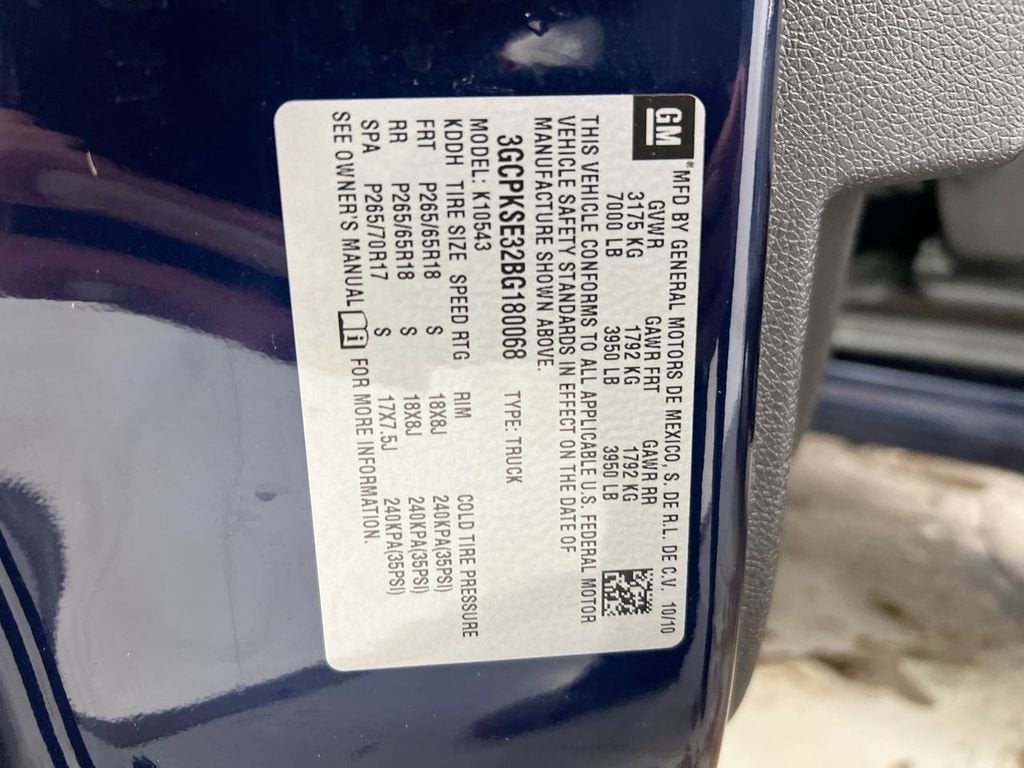 GM
® MFD BY GENERAL MOTORS DE MEXICO, S. DE R.L. DE C.V. 10/10
GVWR GAWR FRT GAWR RR
3175 KG 1792 KG 1792 KG
7000 LB 3950 LB 3950 LB
THIS VEHICLE CONFORMS TO ALL APPLICABLE U.S. FEDERAL MOTOR
VEHICLE SAFETY STANDARDS IN EFFECT ON THE DATE OF
MANUFACTURE SHOWN ABOVE.
3GCPKSE32BG180068 TYPE: TRUCK
MODEL: K10543
KDDH TIRE SIZE SPEED RTG RIM COLD TIRE PRESSURE
FRT P265/65R18 S 18X8J 240KPA(35PSI)
RR P265/65R18 S 18X8J 240KPA(35PSI)
SPA P265/70R17 S 17X7.5J 240KPA(35PSI)
SEE OWNER'S MANUAL i FOR MORE INFORMATION.